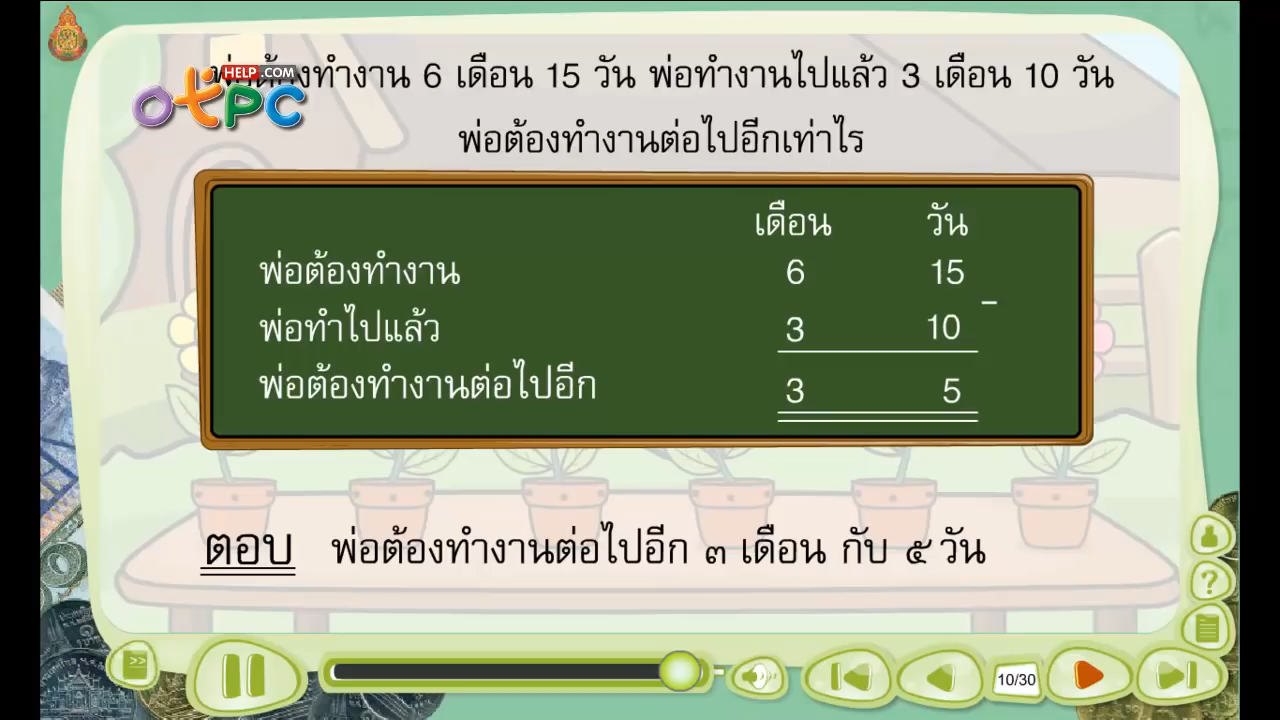 พ่อต้องทำงาน 6 เดือน 15 วัน พ่อทำงานไปแล้ว 3 เดือน 10 วัน
HELP.COM
OTPC
พ่อต้องทำงานต่อไปอีกเท่าไร
เดือน วัน
พ่อต้องทำงาน 6 15
-
พ่อทำไปแล้ว 3 10
พ่อต้องทำงานต่อไปอีก 3 5
ตอบ พ่อต้องทำงานต่อไปอีก ๓ เดือน กับ ๕ วัน
10/30